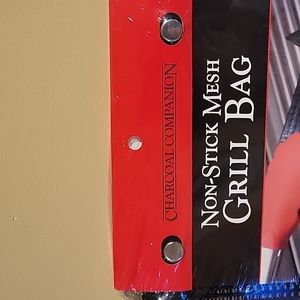 CHARCOAL COMPANION
NON-STICK MESH
GRILL BAG